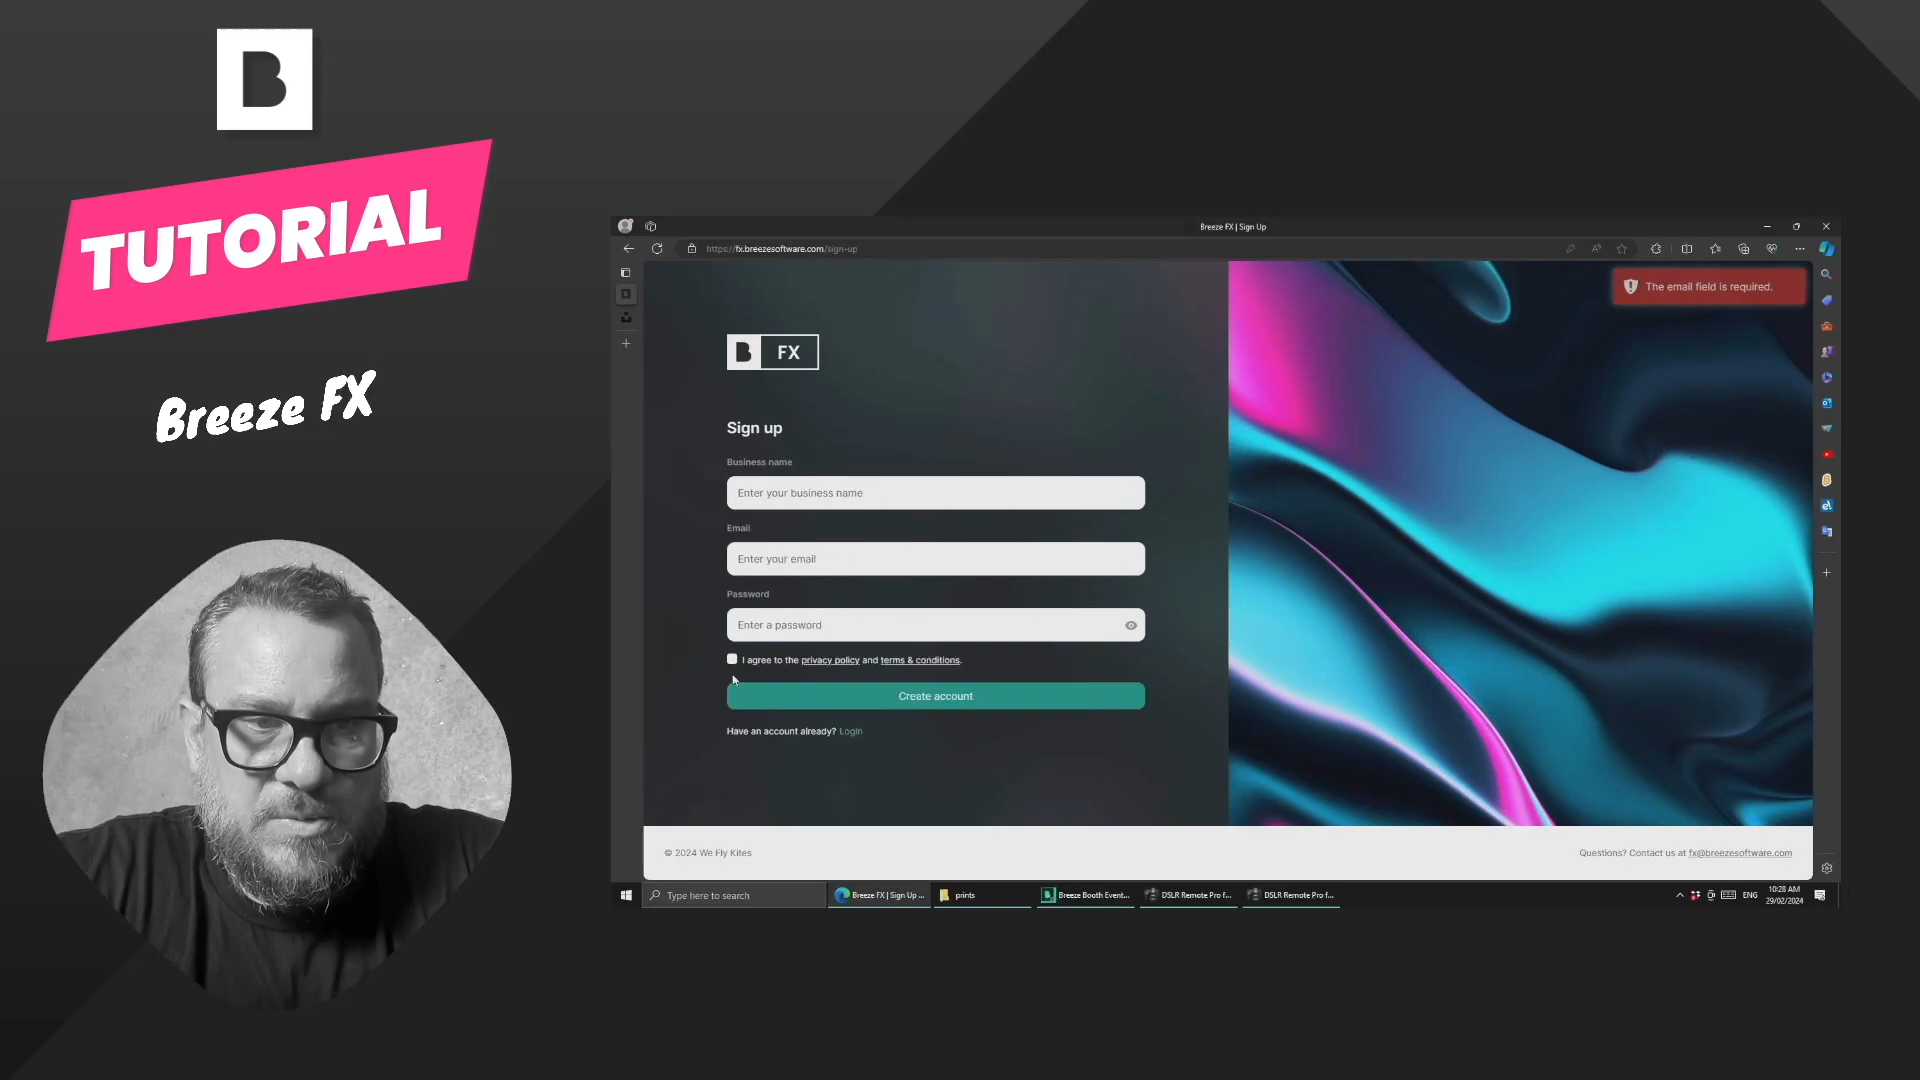 B
TUTORIAL
Breeze FX
Breeze FX | Sign Up
https://fx.breezesoftware.com/sign-up
The email field is required.
B FX
Sign up
Business name
Enter your business name
Email
Enter your email
Password
Enter a password
I agree to the privacy policy and terms & conditions.
Create account
Have an account already? Login
© 2024 We Fly Kites
Questions? Contact us at fx@breezesoftware.com
Type here to search
Breeze FX | Sign Up ...
prints
Breeze Booth Event...
DSLR Remote Pro f...
DSLR Remote Pro f...
ENG
10:28 AM
29/02/2024